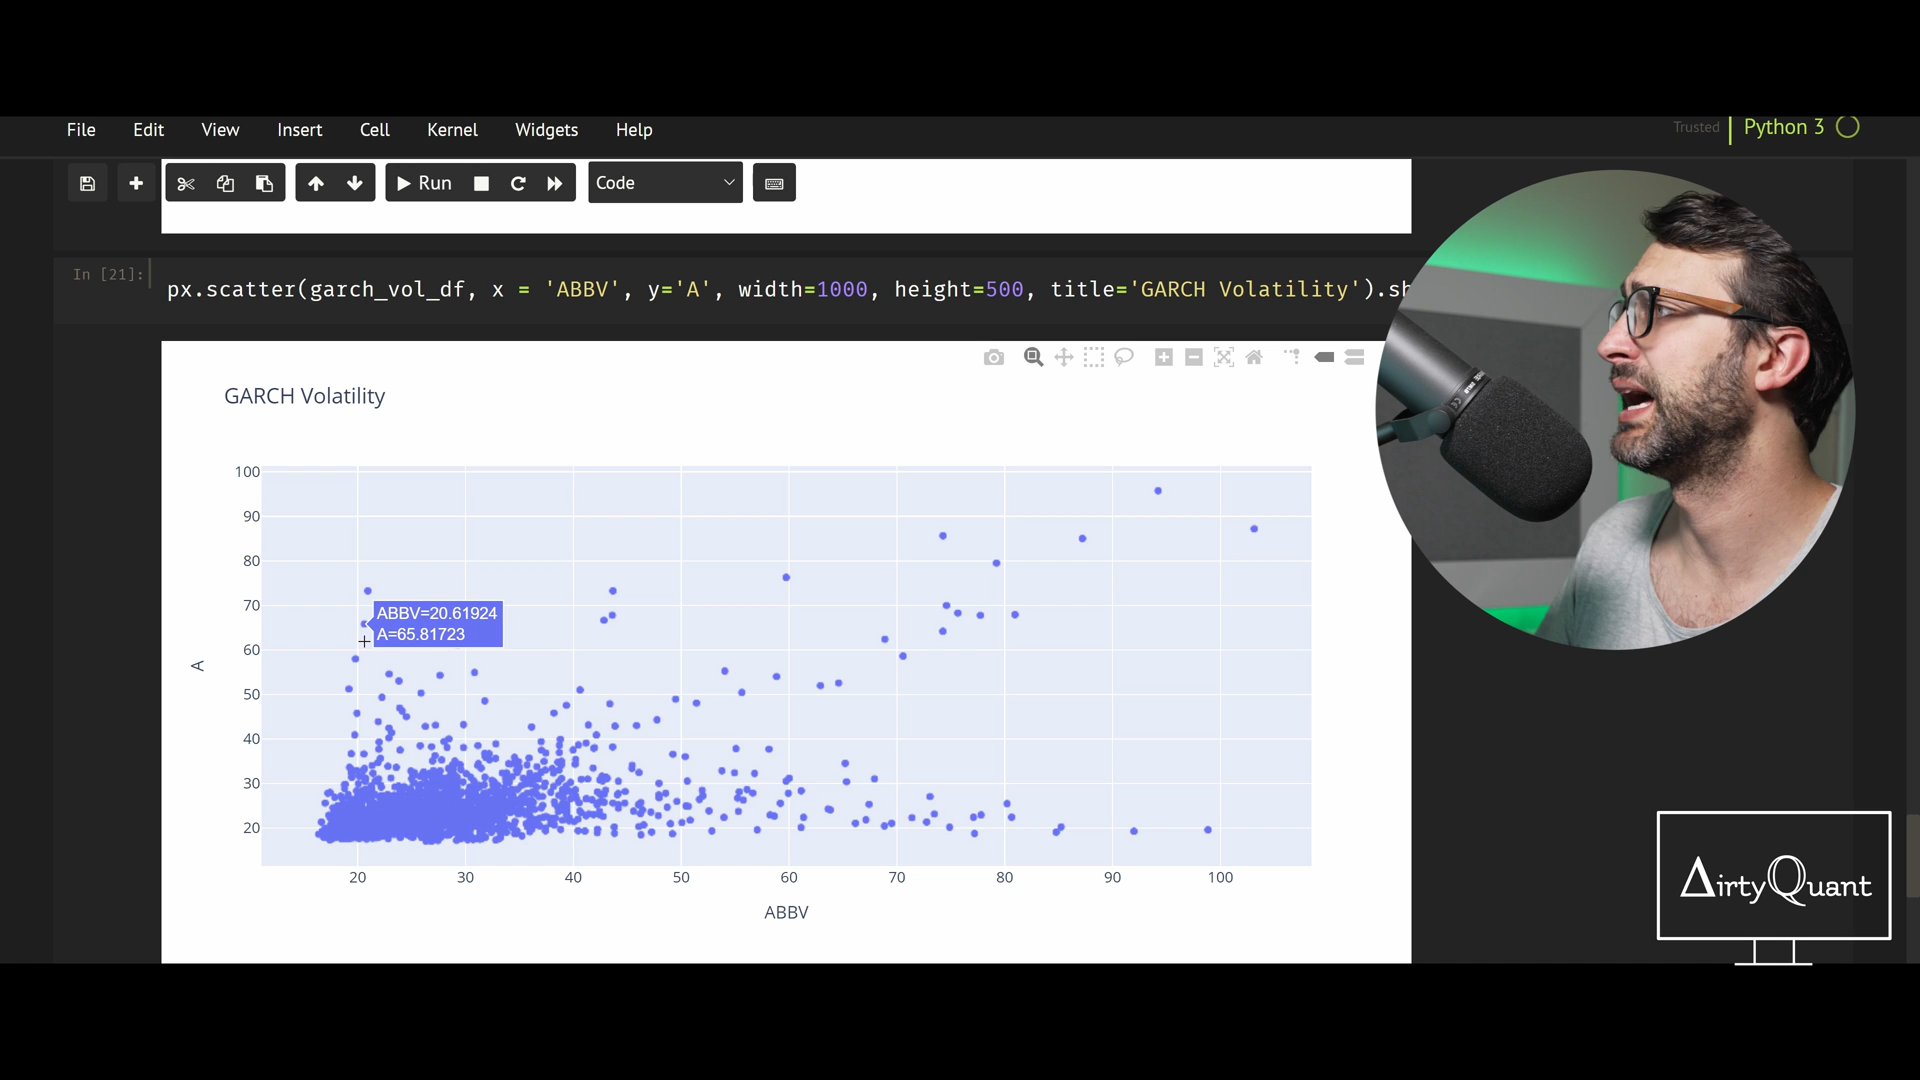 File Edit View Insert Cell Kernel Widgets Help
Trusted Python 3
Run Code
In [21]: px.scatter(garch_vol_df, x = 'ABBV', y='A', width=1000, height=500, title='GARCH Volatility').sh
GARCH Volatility
100
90
80
70
60
50
40
30
20
A
ABBV=20.61924
A=65.81723
20 30 40 50 60 70 80 90 100
ABBV
ΔirtyQuant